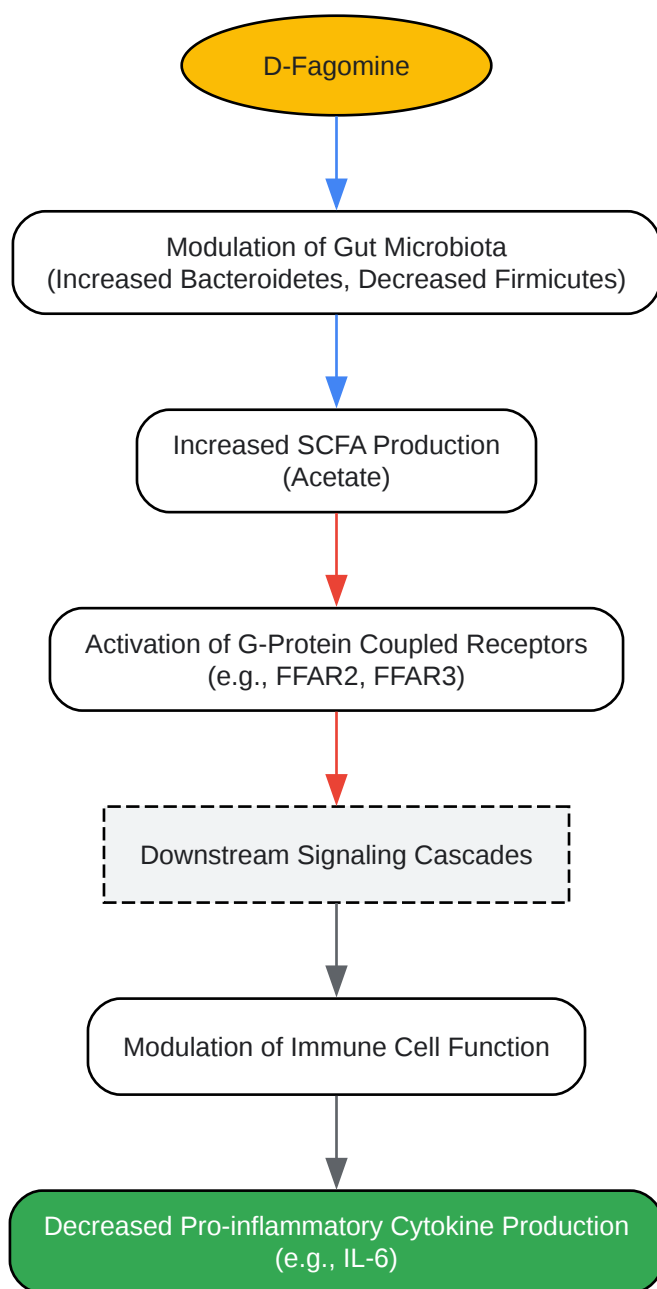 D-Fagomine
Modulation of Gut Microbiota
(Increased Bacteroidetes, Decreased Firmicutes)
Increased SCFA Production
(Acetate)
Activation of G-Protein Coupled Receptors
(e.g., FFAR2, FFAR3)
Downstream Signaling Cascades
Modulation of Immune Cell Function
Decreased Pro-inflammatory Cytokine Production
(e.g., IL-6)